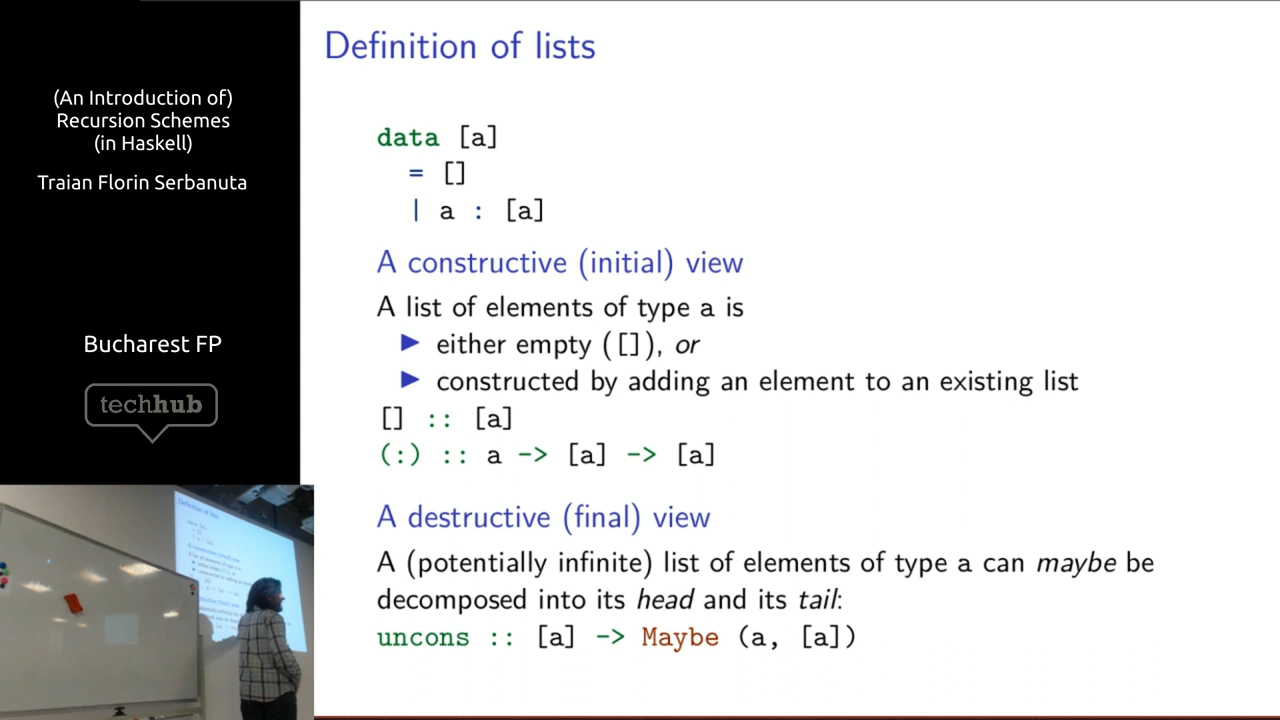 (An Introduction of)
Recursion Schemes
(in Haskell)
Traian Florin Serbanuta
Bucharest FP
techhub
Definition of lists
data [a]
= []
| a : [a]
A constructive (initial) view
A list of elements of type a is
▶ either empty ([]), or
▶ constructed by adding an element to an existing list
[] :: [a]
(:) :: a -> [a] -> [a]
A destructive (final) view
A (potentially infinite) list of elements of type a can maybe be
decomposed into its head and its tail:
uncons :: [a] -> Maybe (a, [a])
Definition of lists